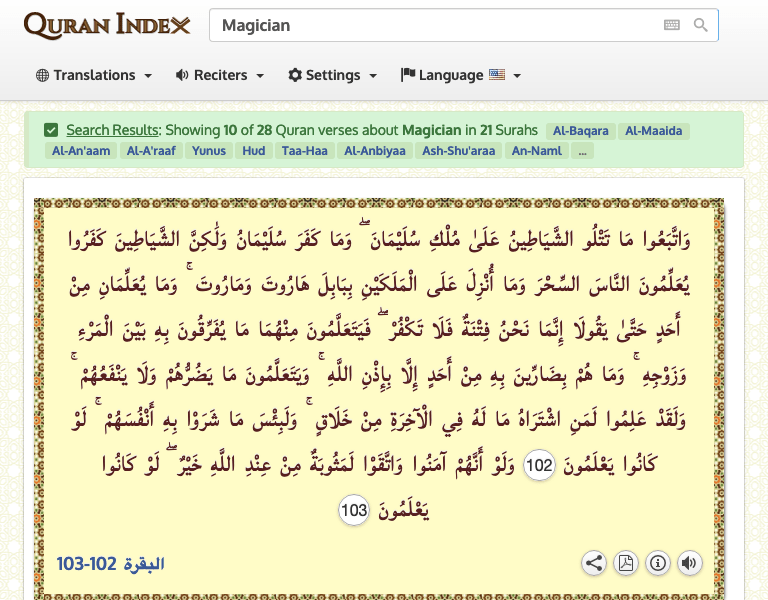 QURAN INDEX
Magician
Translations Reciters Settings Language
Search Results: Showing 10 of 28 Quran verses about Magician in 21 Surahs Al-Baqara Al-Maaida
Al-An'aam Al-A'raaf Yunus Hud Taa-Haa Al-Anbiyaa Ash-Shu'araa An-Naml ...
وَاتَّبَعُوا مَا تَتْلُو الشَّيَاطِينُ عَلَىٰ مُلْكِ سُلَيْمَانَ ۖ وَمَا كَفَرَ سُلَيْمَانُ وَلَٰكِنَّ الشَّيَاطِينَ كَفَرُوا
يُعَلِّمُونَ النَّاسَ السِّحْرَ وَمَا أُنْزِلَ عَلَى الْمَلَكَيْنِ بِبَابِلَ هَارُوتَ وَمَارُوتَ ۚ وَمَا يُعَلِّمَانِ مِنْ
أَحَدٍ حَتَّىٰ يَقُولَا إِنَّمَا نَحْنُ فِتْنَةٌ فَلَا تَكْفُرْ ۖ فَيَتَعَلَّمُونَ مِنْهُمَا مَا يُفَرِّقُونَ بِهِ بَيْنَ الْمَرْءِ
وَزَوْجِهِ ۚ وَمَا هُمْ بِضَارِّينَ بِهِ مِنْ أَحَدٍ إِلَّا بِإِذْنِ اللَّهِ ۚ وَيَتَعَلَّمُونَ مَا يَضُرُّهُمْ وَلَا يَنْفَعُهُمْ ۚ
وَلَقَدْ عَلِمُوا لَمَنِ اشْتَرَاهُ مَا لَهُ فِي الْآخِرَةِ مِنْ خَلَاقٍ ۚ وَلَبِئْسَ مَا شَرَوْا بِهِ أَنْفُسَهُمْ ۚ لَوْ
كَانُوا يَعْلَمُونَ 102 وَلَوْ أَنَّهُمْ آمَنُوا وَاتَّقَوْا لَمَثُوبَةٌ مِنْ عِنْدِ اللَّهِ خَيْرٌ ۖ لَوْ كَانُوا
يَعْلَمُونَ 103
البقرة 102-103